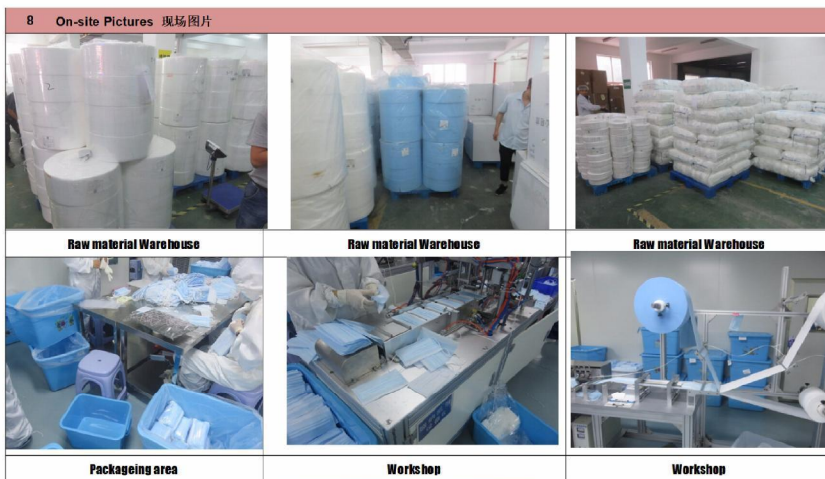 8 On-site Pictures 现场图片
Raw material Warehouse
Raw material Warehouse
Raw material Warehouse
Packageing area
Workshop
Workshop